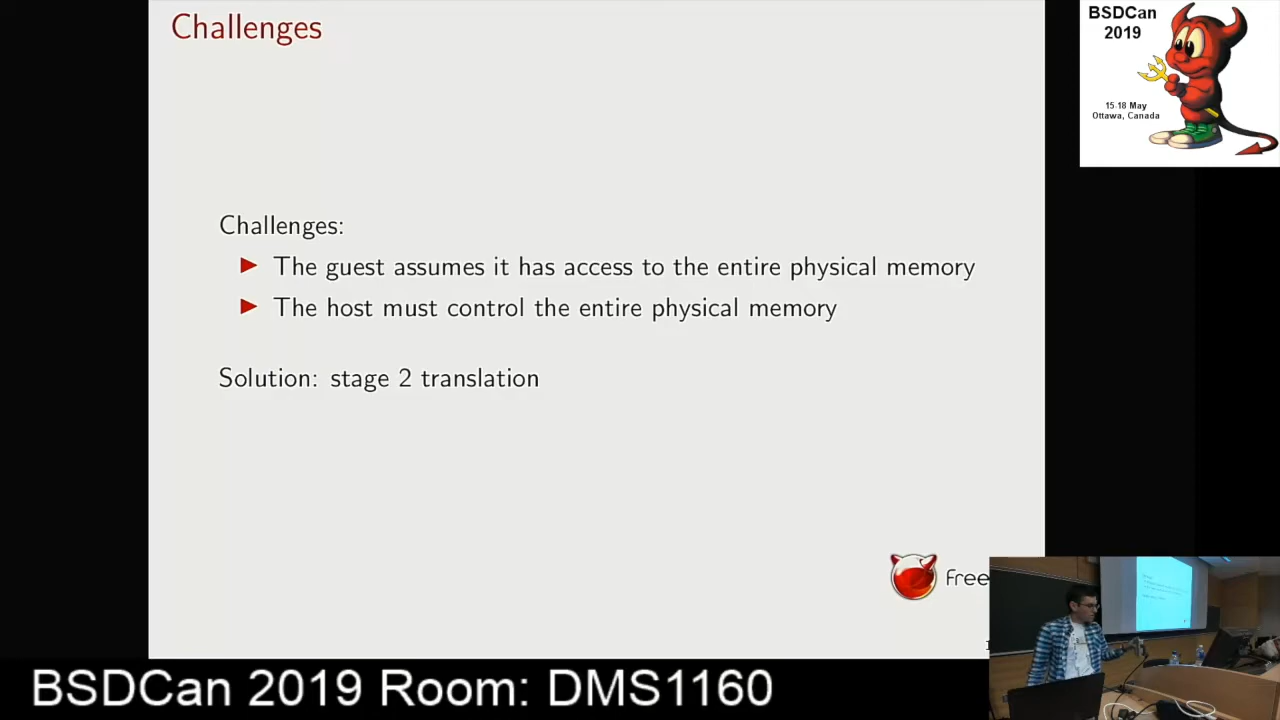 Challenges
BSDCan
2019
15-18 May
Ottawa, Canada
Challenges:
The guest assumes it has access to the entire physical memory
The host must control the entire physical memory
Solution: stage 2 translation
Free
BSDCan 2019 Room: DMS1160